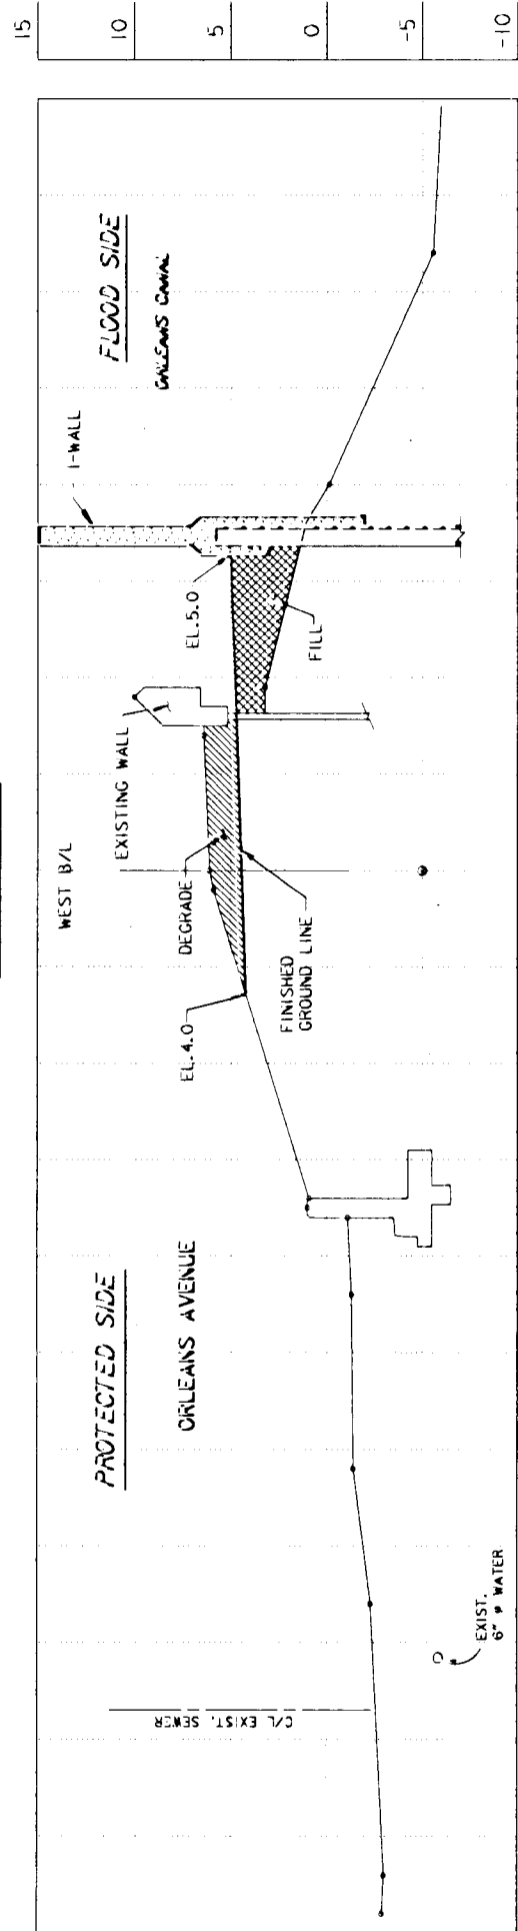 15
10
5
0
-5
-10
FLOOD SIDE
ORLEANS CANAL
I-WALL
EL.5.0
FILL
EXISTING WALL
WEST B/L
DEGRADE
FINISHED
GROUND LINE
EL.4.0
PROTECTED SIDE
ORLEANS AVENUE
C/L EXIST. SEWER
EXIST.
6" ø WATER